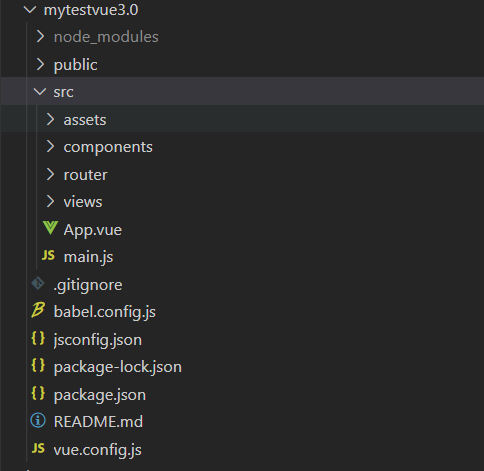 mytestvue3.0
node_modules
public
src
assets
components
router
views
App.vue
JS main.js
.gitignore
babel.config.js
{} jsconfig.json
{} package-lock.json
{} package.json
README.md
JS vue.config.js